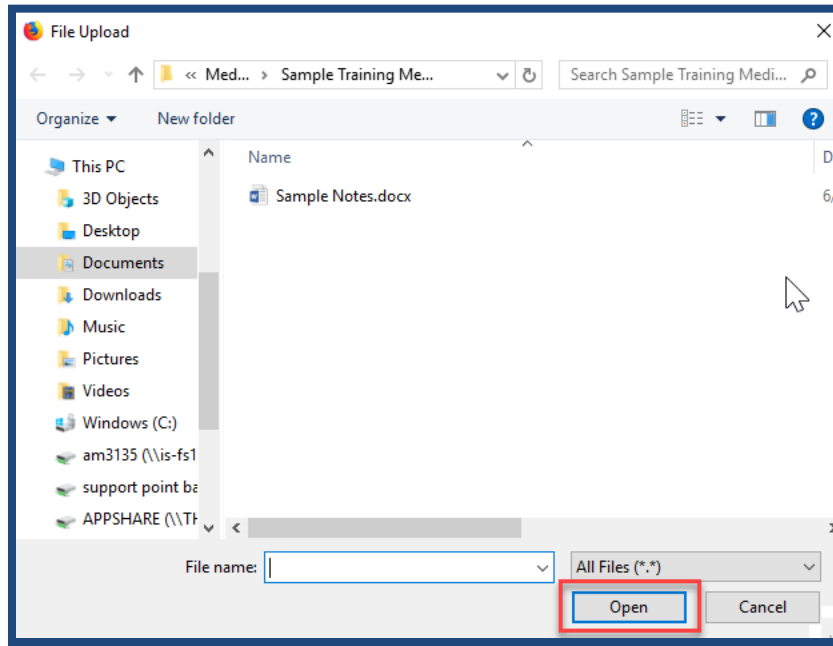 File Upload
« Med... › Sample Training Me... Search Sample Training Medi...
Organize New folder ?
This PC
3D Objects
Desktop
Documents
Downloads
Music
Pictures
Videos
Windows (C:)
am3135 (\\is-fs1
support point ba
APPSHARE (\\TH
Name D
Sample Notes.docx 6/
File name: All Files (*.*)
Open Cancel